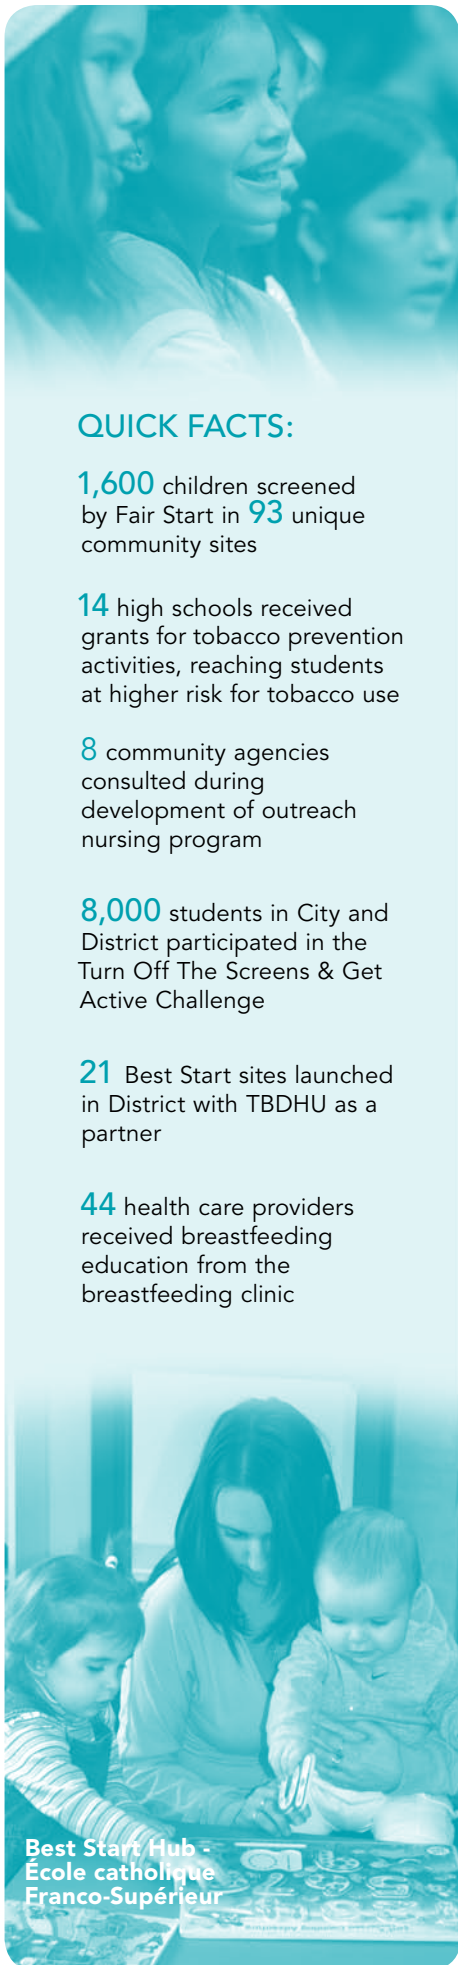 QUICK FACTS:
1,600 children screened
by Fair Start in 93 unique
community sites
14 high schools received
grants for tobacco prevention
activities, reaching students
at higher risk for tobacco use
8 community agencies
consulted during
development of outreach
nursing program
8,000 students in City and
District participated in the
Turn Off The Screens & Get
Active Challenge
21 Best Start sites launched
in District with TBDHU as a
partner
44 health care providers
received breastfeeding
education from the
breastfeeding clinic
Best Start Hub -
École catholique
Franco-Supérieur